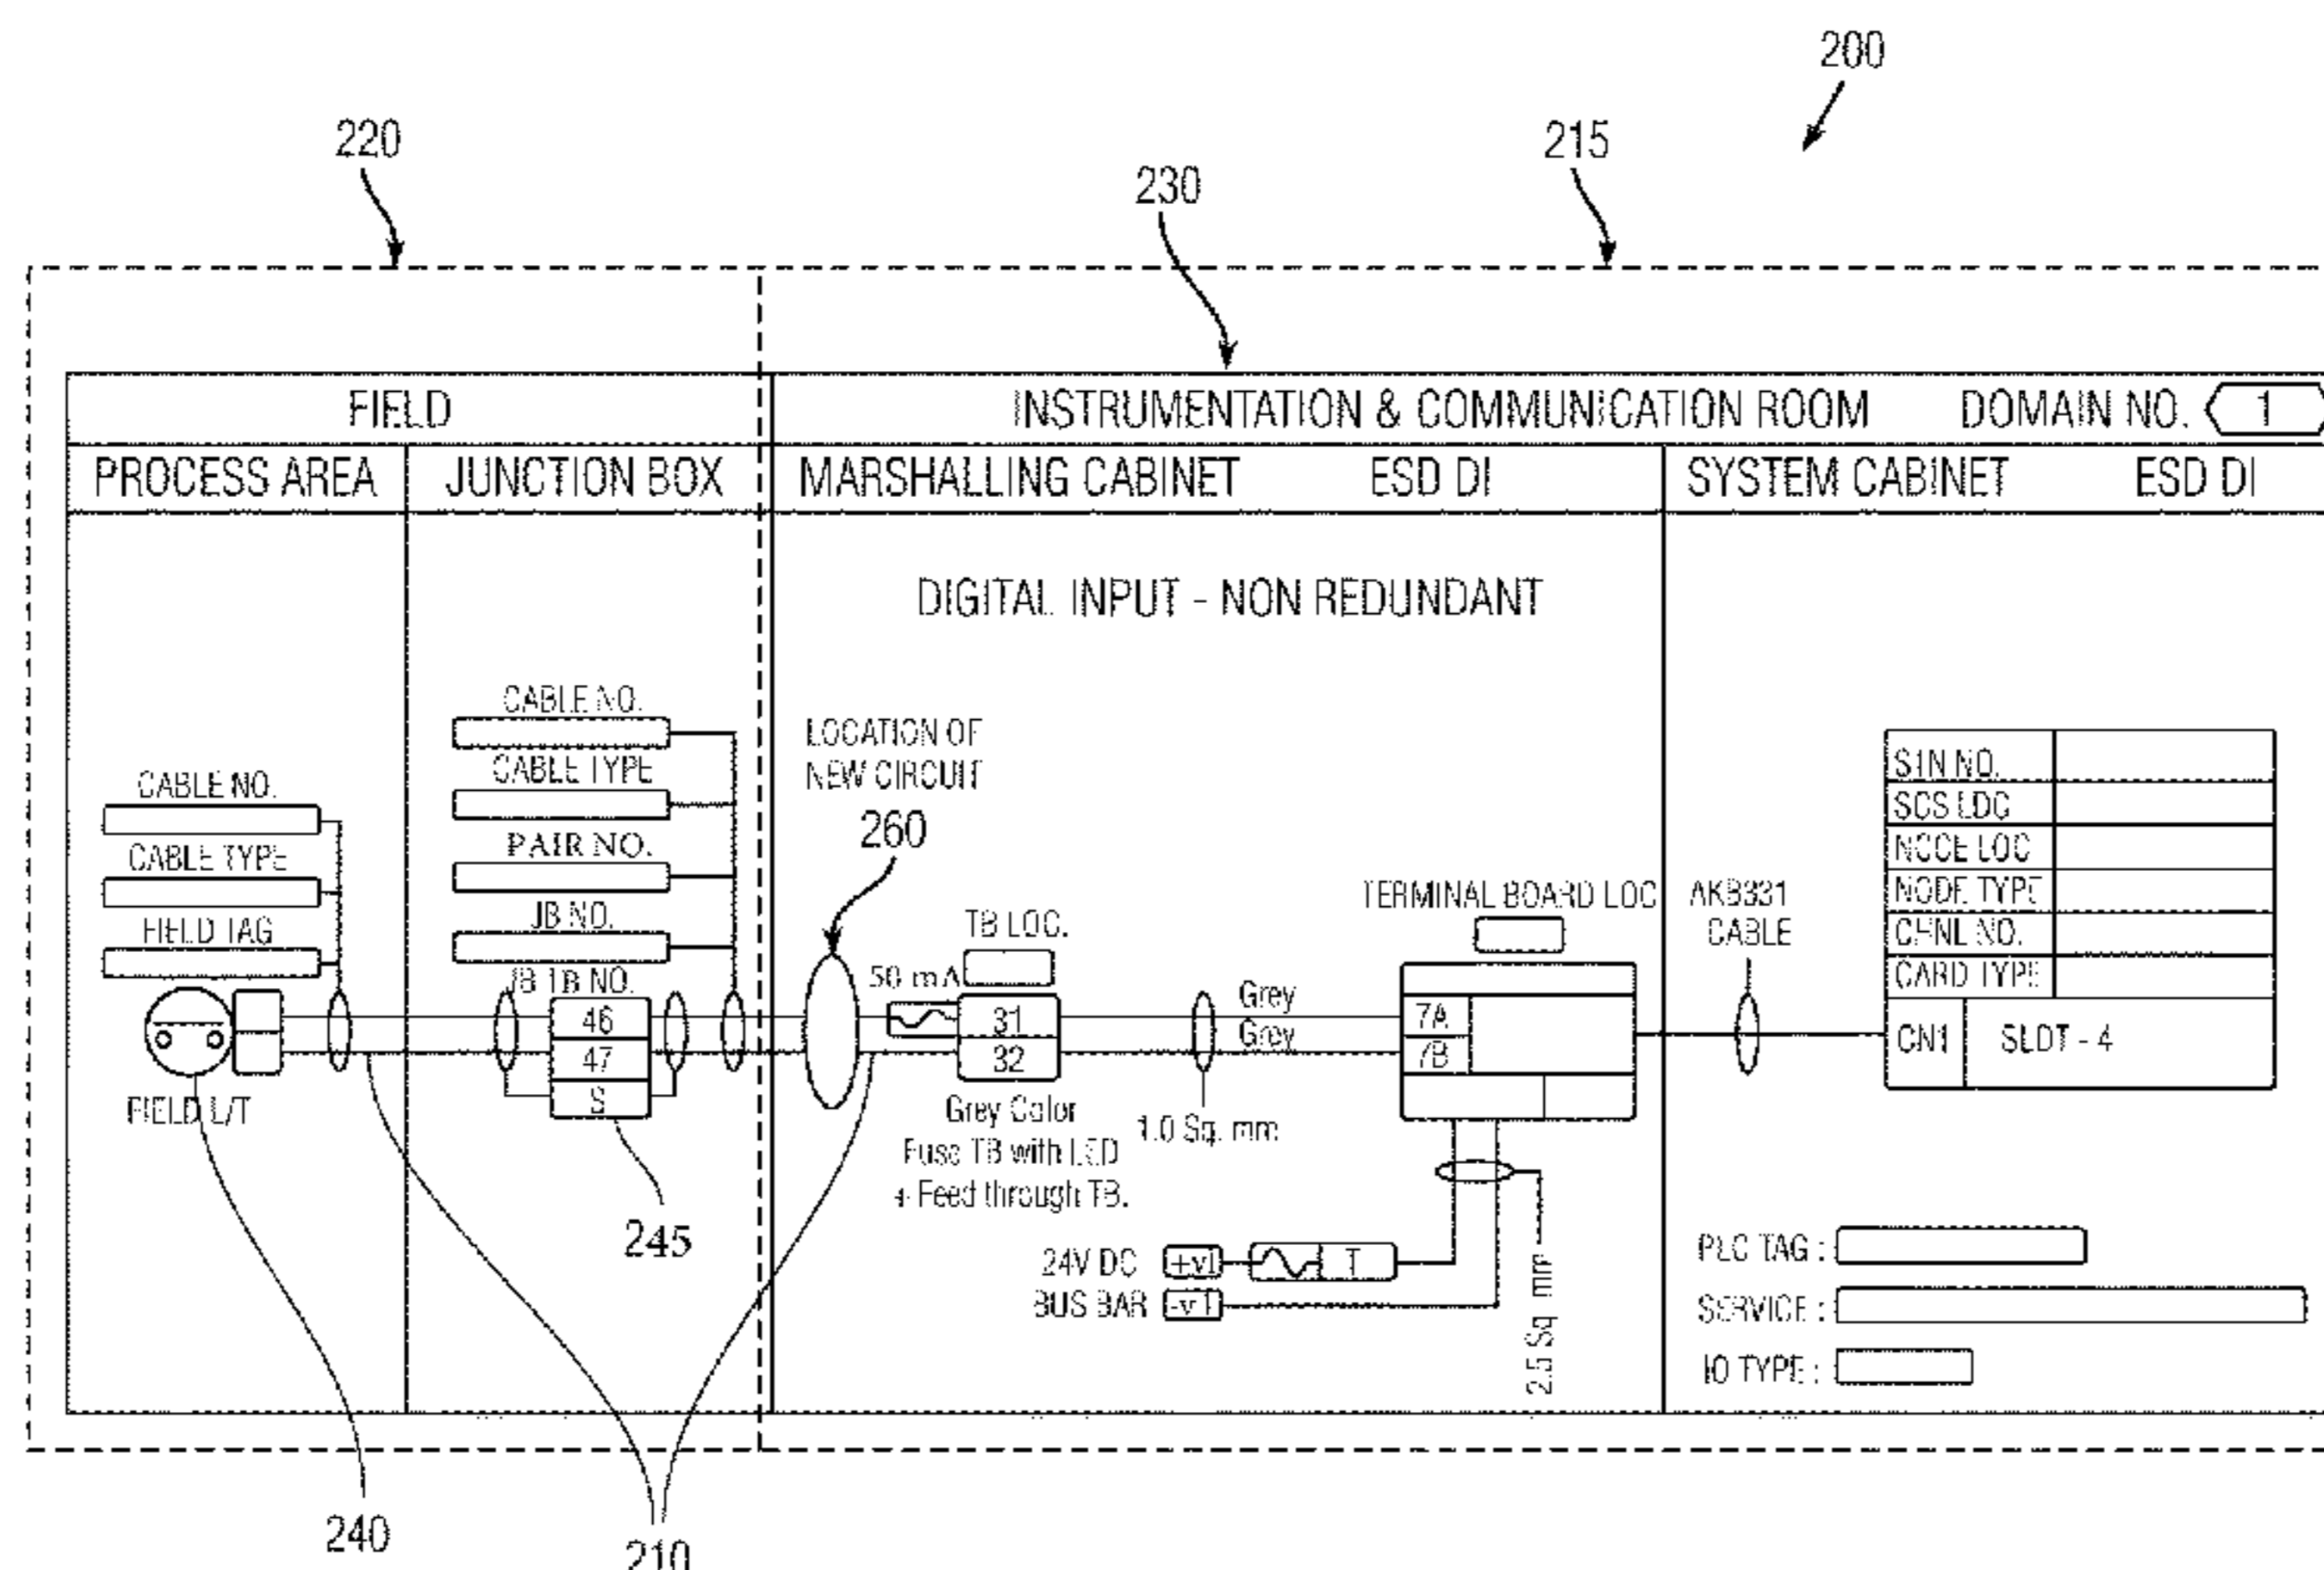 200
220
215
230
FIELD
INSTRUMENTATION & COMMUNICATION ROOM DOMAIN NO. 1
PROCESS AREA
JUNCTION BOX
MARSHALLING CABINET ESD DI
SYSTEM CABINET ESD DI
DIGITAL INPUT - NON REDUNDANT
CABLE NO.
CABLE TYPE
FIELD TAG
FIELD L/T
CABLE NO.
CABLE TYPE
PAIR NO.
JB NO.
JB TB NO.
46
47
S
245
LOCATION OF
NEW CIRCUIT
260
50 mA
TB LOC.
31
32
Grey Color
Fuse TB with LED
+ Feed through TB.
Grey
Grey
1.0 Sq. mm
TERMINAL BOARD LOC
7A
7B
24V DC
BUS BAR
+v1
-v1
T
2.5 Sq mm
AKB331
CABLE
STN NO.
SCS LOC
NODE LOC
NODE TYPE
CHNL NO.
CARD TYPE
CN1
SLOT - 4
PLC TAG :
SERVICE :
IO TYPE :
240
210